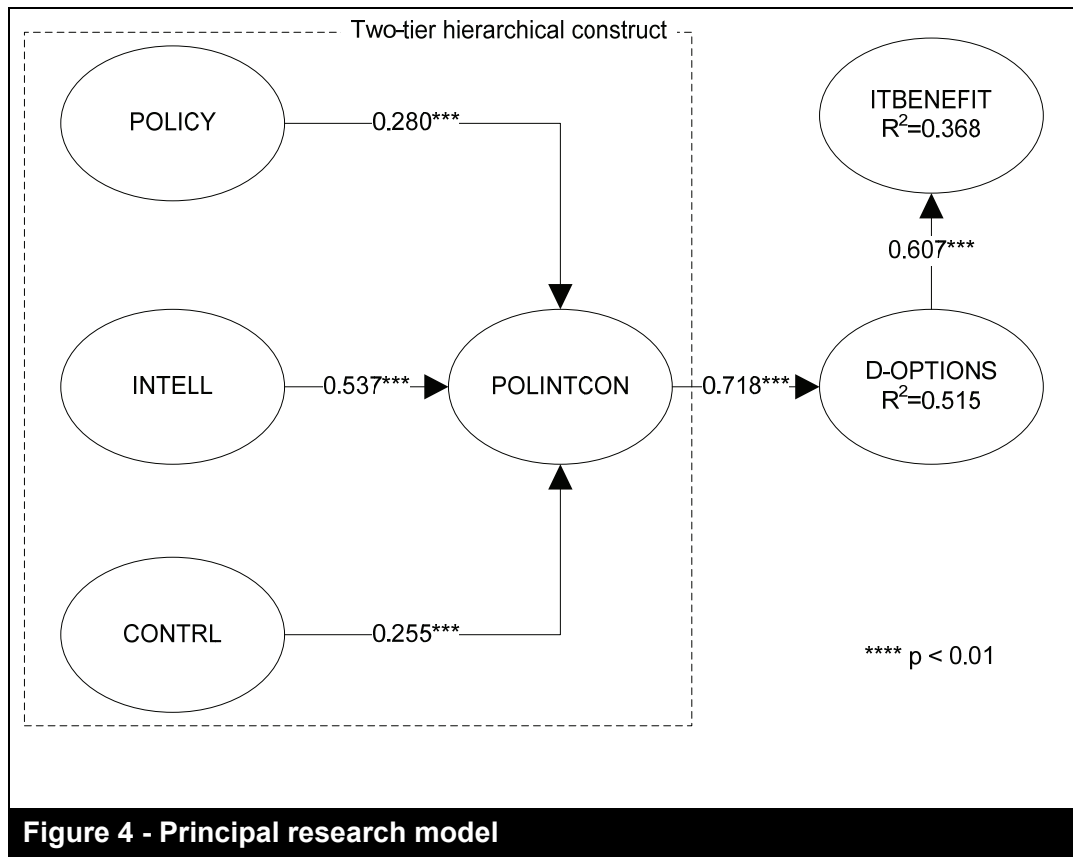 Two-tier hierarchical construct
POLICY
0.280***
ITBENEFIT
R²=0.368
0.607***
INTELL
0.537***
POLINTCON
0.718***
D-OPTIONS
R²=0.515
CONTRL
0.255***
**** p < 0.01
Figure 4 - Principal research model